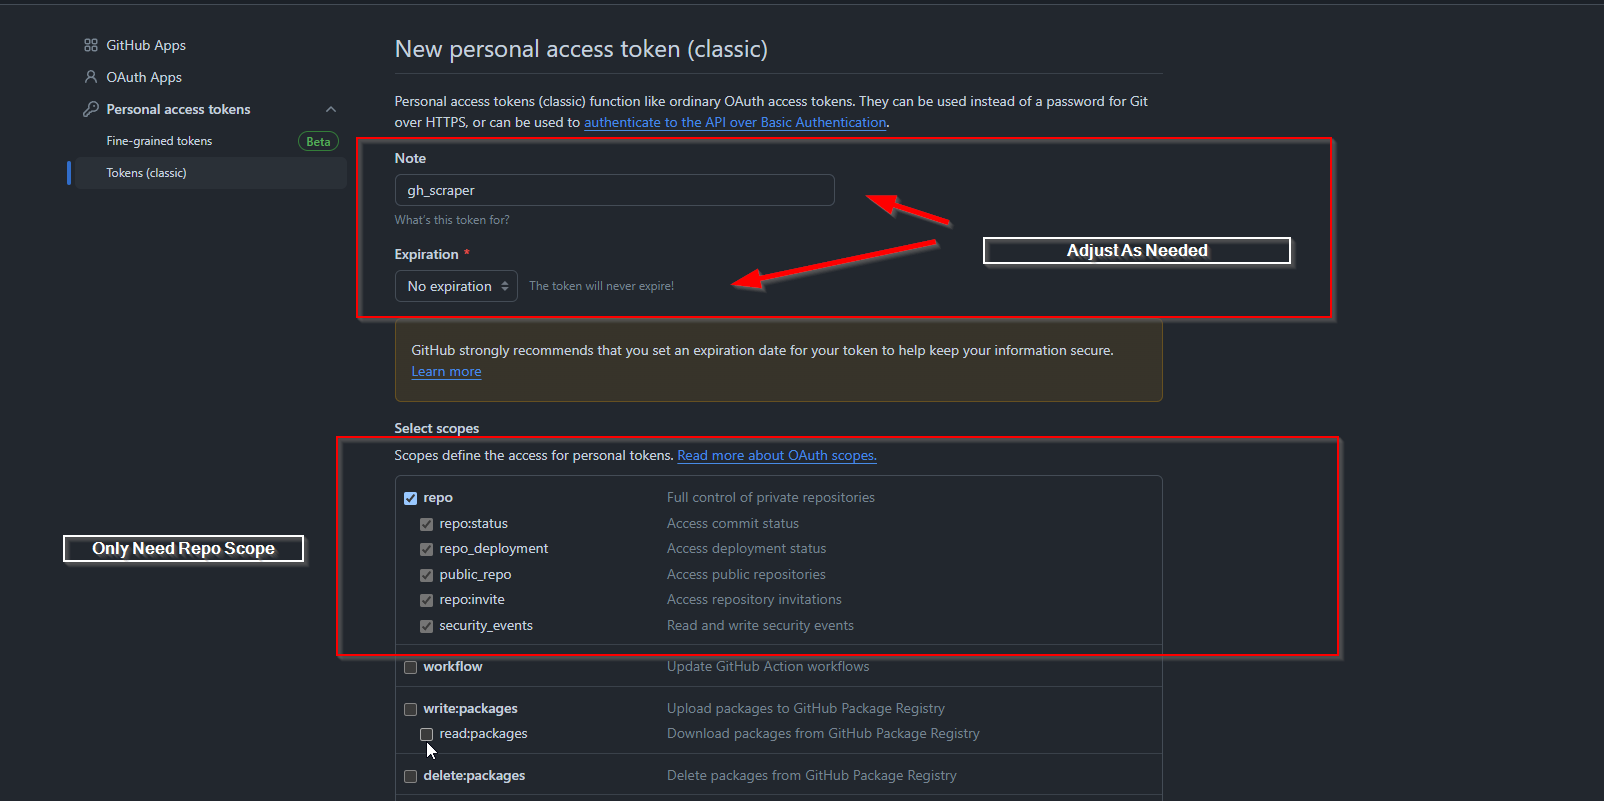 GitHub Apps
OAuth Apps
Personal access tokens
Fine-grained tokens
Beta
Tokens (classic)
New personal access token (classic)
Personal access tokens (classic) function like ordinary OAuth access tokens. They can be used instead of a password for Git
over HTTPS, or can be used to authenticate to the API over Basic Authentication.
Note
gh_scraper
What's this token for?
Expiration *
No expiration
The token will never expire!
Adjust As Needed
GitHub strongly recommends that you set an expiration date for your token to help keep your information secure.
Learn more
Select scopes
Scopes define the access for personal tokens. Read more about OAuth scopes.
Only Need Repo Scope
repo Full control of private repositories
repo:status Access commit status
repo_deployment Access deployment status
public_repo Access public repositories
repo:invite Access repository invitations
security_events Read and write security events
workflow Update GitHub Action workflows
write:packages Upload packages to GitHub Package Registry
read:packages Download packages from GitHub Package Registry
delete:packages Delete packages from GitHub Package Registry